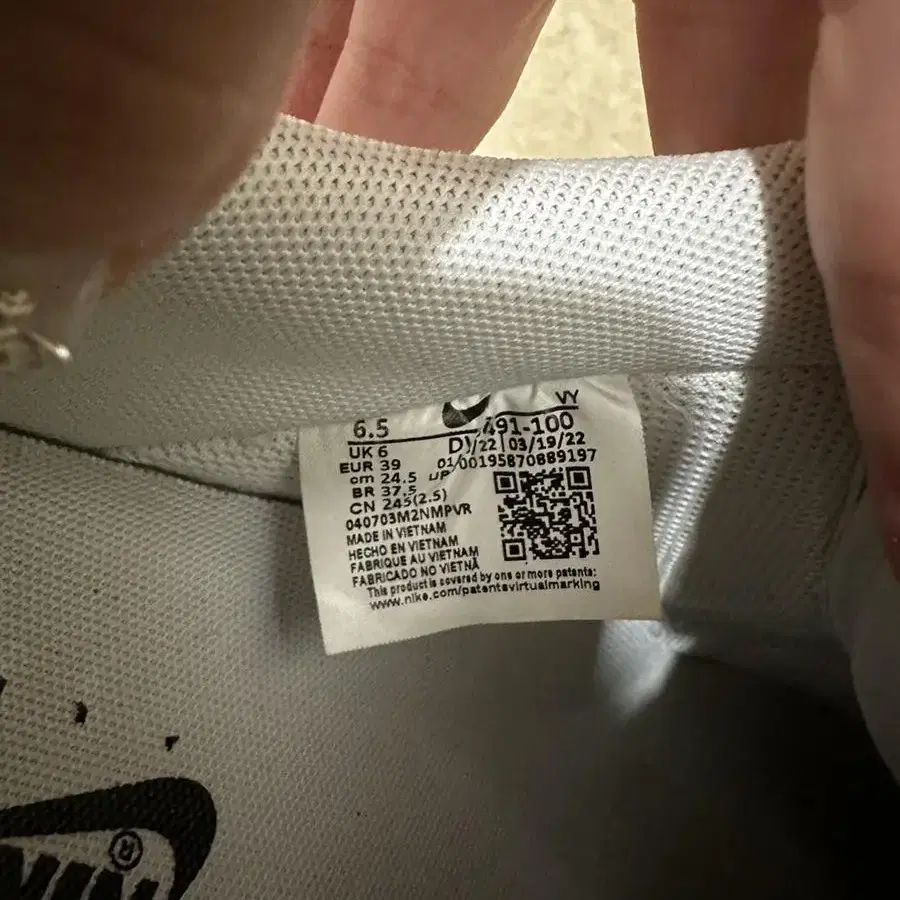 VY
6.5
491-100
UK 6
/22 03/19/22
EUR 39
00195870889197
cm 24.5
BR 37.5
CN 245(2.5)
040703M2NMPVR
MADE IN VIETNAM
HECHO EN VIETNAM
FABRIQUE AU VIETNAM
FABRICADO NO VIETNÃ
This product is covered by one or more patents:
www.nike.com/patentsvirtualmarking
®